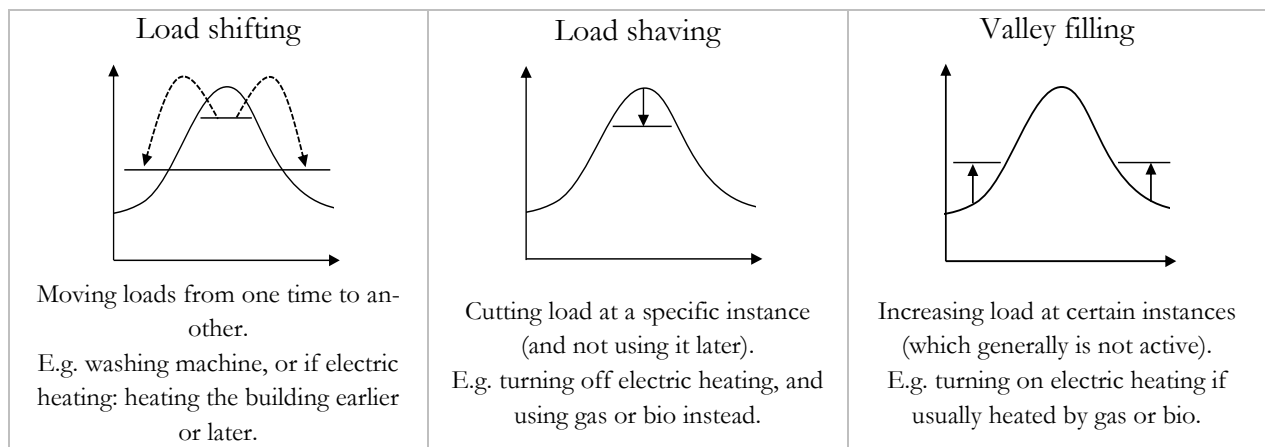 Load shifting
Moving loads from one time to an-
other.
E.g. washing machine, or if electric
heating: heating the building earlier
or later.
Load shaving
Cutting load at a specific instance
(and not using it later).
E.g. turning off electric heating, and
using gas or bio instead.
Valley filling
Increasing load at certain instances
(which generally is not active).
E.g. turning on electric heating if
usually heated by gas or bio.